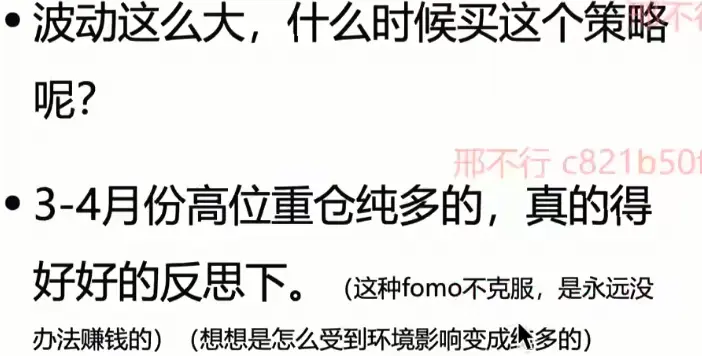 • 波动这么大，什么时候买这个策略
呢？
邢不行 c821b50f
• 3-4月份高位重仓纯多的，真的得
好好的反思下。（这种fomo不克服，是永远没
办法赚钱的）（想想是怎么受到环境影响变成纯多的）